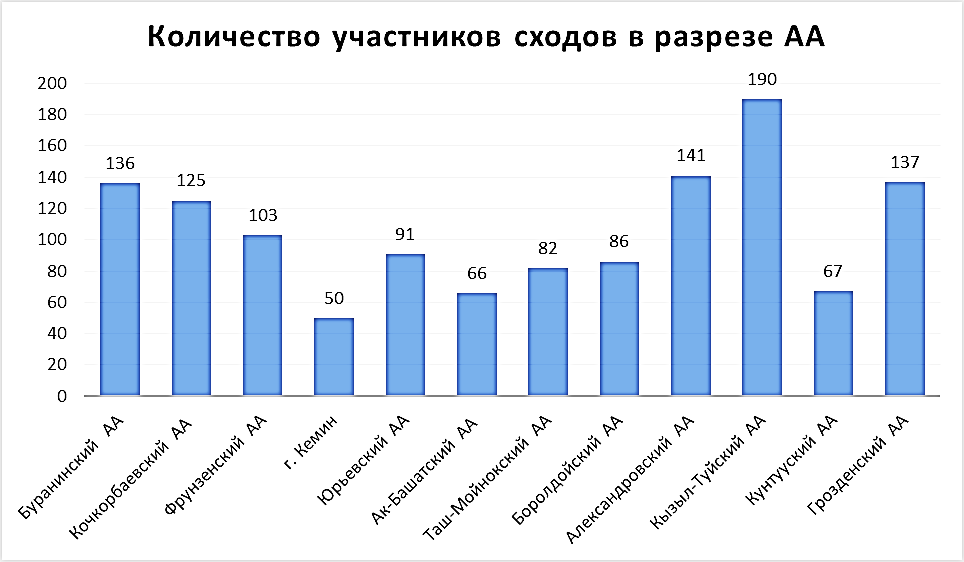 Количество участников сходов в разрезе АА
200
180
160
140
120
100
80
60
40
20
0
136
125
103
50
91
66
82
86
141
190
67
137
Буранинский АА
Кочкорбаевский АА
Фрунзенский АА
г. Кемин
Юрьевский АА
Ак-Башатский АА
Таш-Мойнокский АА
Боролдойский АА
Александровский АА
Кызыл-Туйский АА
Кунтууский АА
Грозденский АА